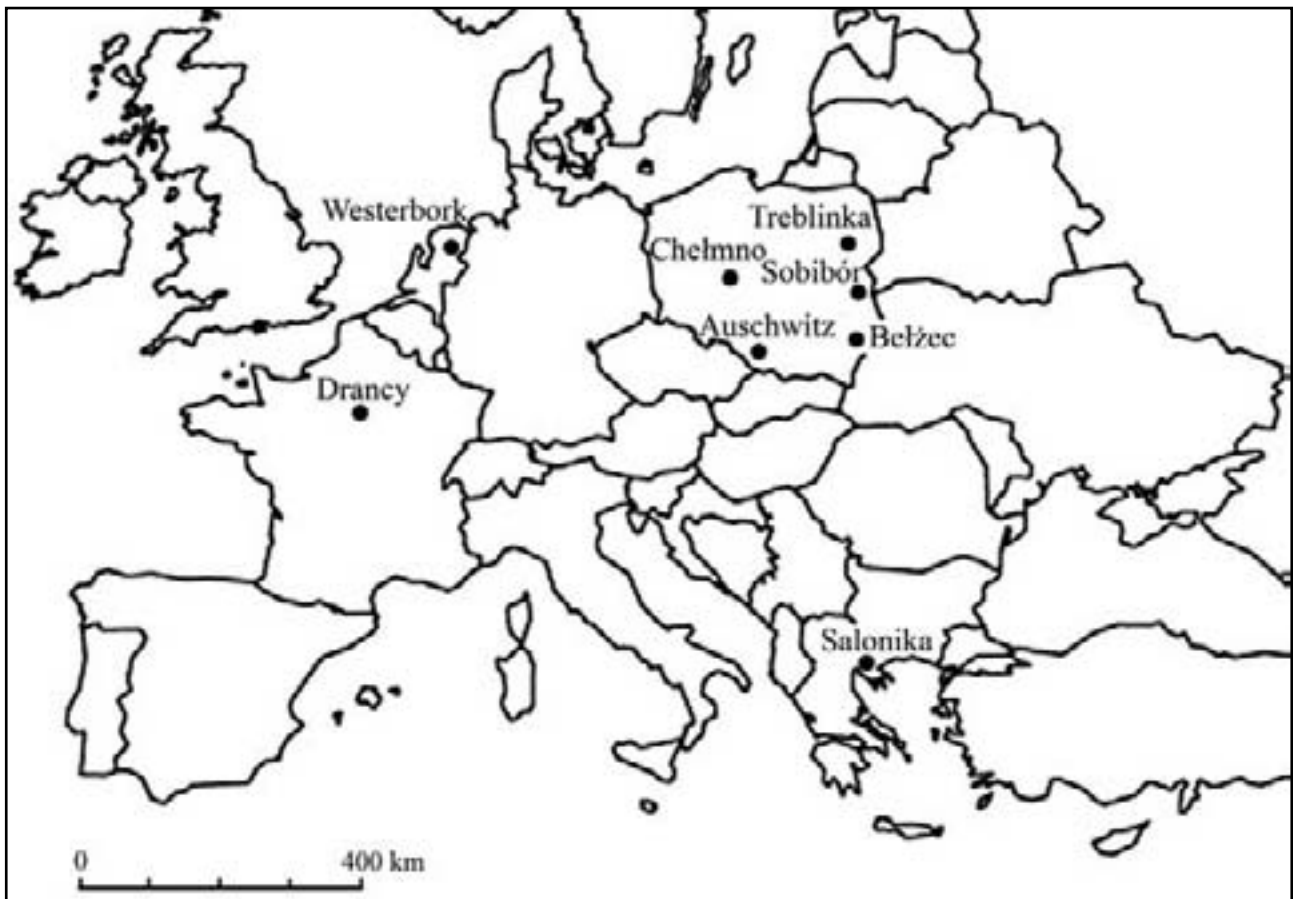 Westerbork
Treblinka
Chełmno
Sobibór
Auschwitz
Bełżec
Drancy
Salonika
0 400 km